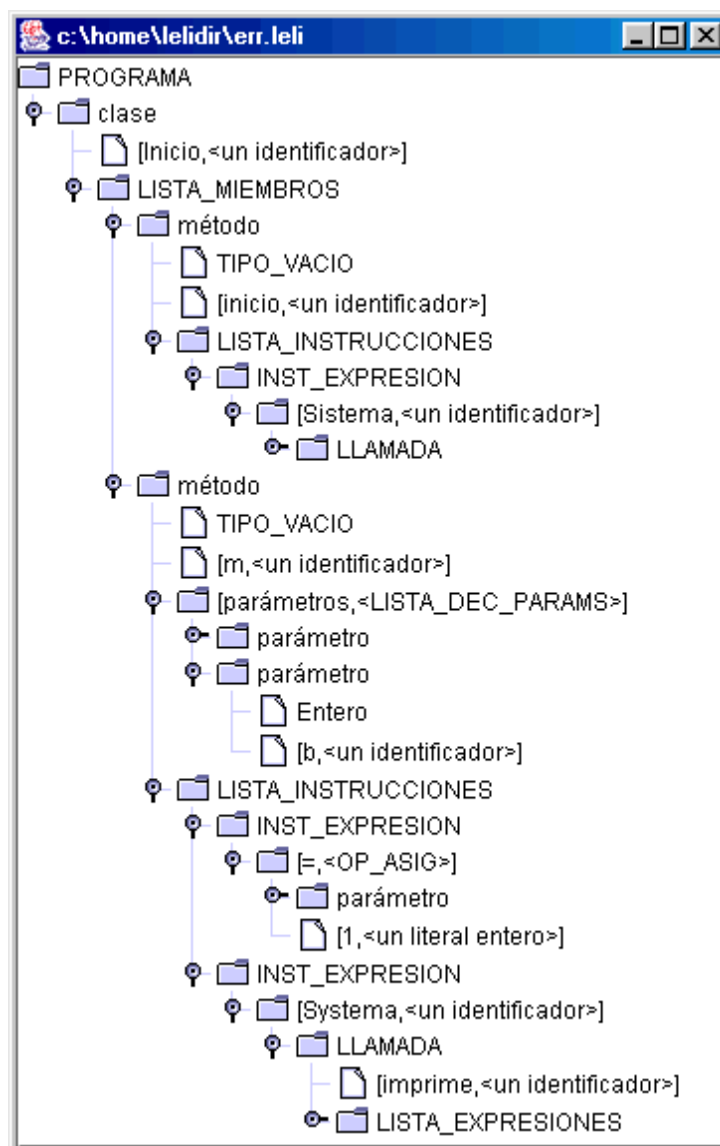 c:\home\lelidir\err.leli
PROGRAMA
clase
[Inicio,<un identificador>]
LISTA_MIEMBROS
método
TIPO_VACIO
[inicio,<un identificador>]
LISTA_INSTRUCCIONES
INST_EXPRESION
[Sistema,<un identificador>]
LLAMADA
método
TIPO_VACIO
[m,<un identificador>]
[parámetros,<LISTA_DEC_PARAMS>]
parámetro
parámetro
Entero
[b,<un identificador>]
LISTA_INSTRUCCIONES
INST_EXPRESION
[=,<OP_ASIG>]
parámetro
[1,<un literal entero>]
INST_EXPRESION
[Systema,<un identificador>]
LLAMADA
[imprime,<un identificador>]
LISTA_EXPRESIONES